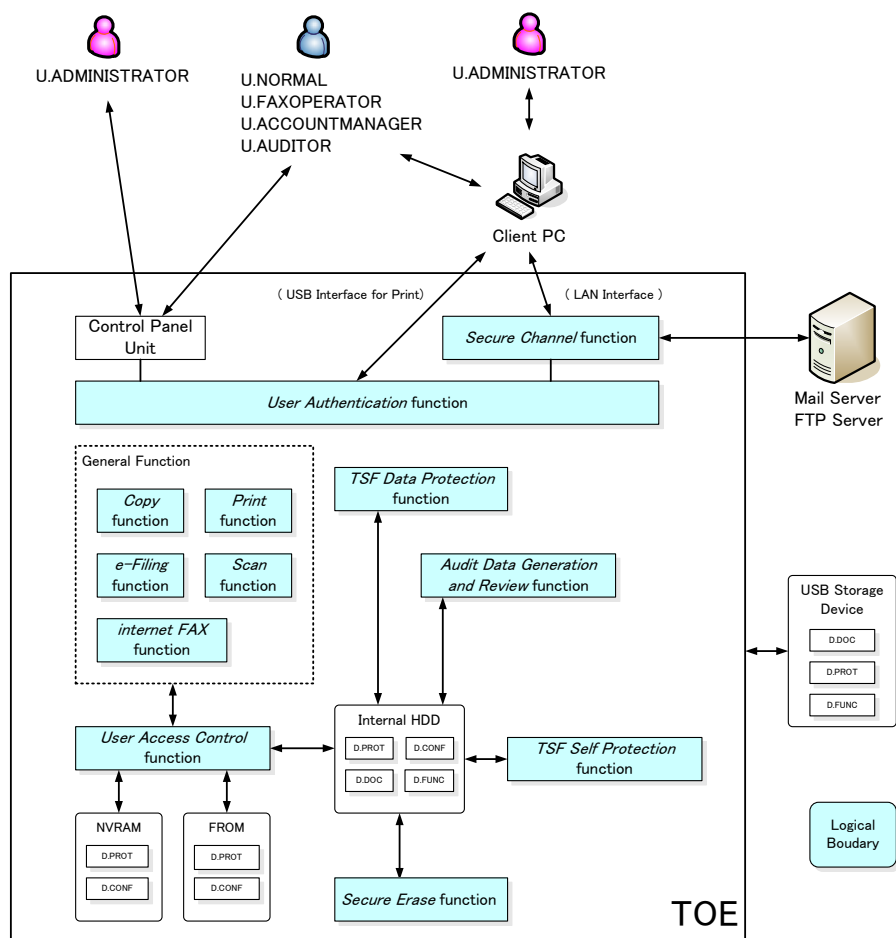 U.ADMINISTRATOR
U.NORMAL
U.FAXOPERATOR
U.ACCOUNTMANAGER
U.AUDITOR
U.ADMINISTRATOR
Client PC
( USB Interface for Print)
( LAN Interface )
Control Panel
Unit
Secure Channel function
User Authentication function
Mail Server
FTP Server
General Function
Copy
function
Print
function
e-Filing
function
Scan
function
internet FAX
function
TSF Data Protection
function
Audit Data Generation
and Review function
USB Storage
Device
D.DOC
D.PROT
D.FUNC
User Access Control
function
Internal HDD
D.PROT
D.CONF
D.DOC
D.FUNC
TSF Self Protection
function
NVRAM
D.PROT
D.CONF
FROM
D.PROT
D.CONF
Secure Erase function
Logical
Boudary
TOE